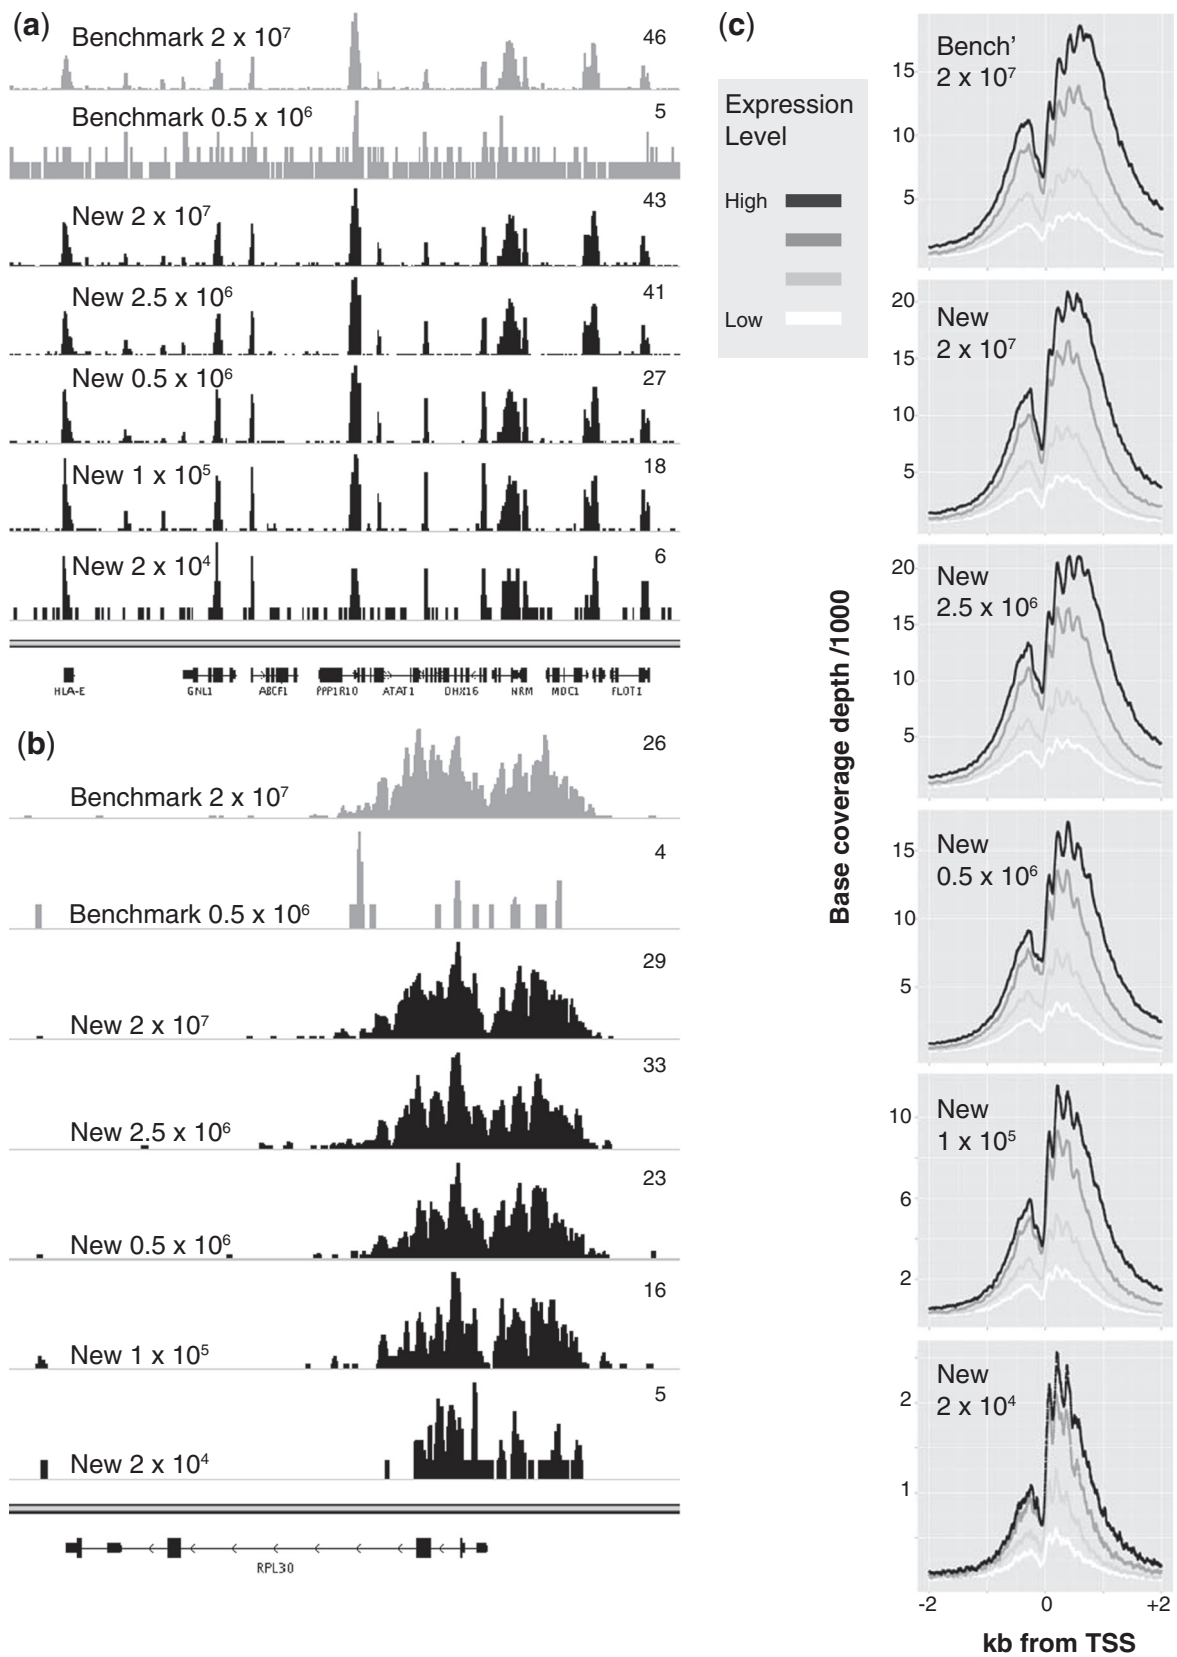 (a)
Benchmark 2 x 10⁷
46
Benchmark 0.5 x 10⁶
5
New 2 x 10⁷
43
New 2.5 x 10⁶
41
New 0.5 x 10⁶
27
New 1 x 10⁵
18
New 2 x 10⁴
6
HLA-E GNL1 ABCF1 PPP1R10 ATAT1 DHX16 NRM MDC1 FLOT1
(b)
26
Benchmark 2 x 10⁷
4
Benchmark 0.5 x 10⁶
29
New 2 x 10⁷
33
New 2.5 x 10⁶
23
New 0.5 x 10⁶
16
New 1 x 10⁵
5
New 2 x 10⁴
RPL30
(c)
Expression
Level
High
Low
Base coverage depth /1000
Bench’
2 x 10⁷
15
10
5
New
2 x 10⁷
20
15
10
5
New
2.5 x 10⁶
20
15
10
5
New
0.5 x 10⁶
15
10
5
New
1 x 10⁵
10
6
2
New
2 x 10⁴
2
1
-2 0 +2
kb from TSS